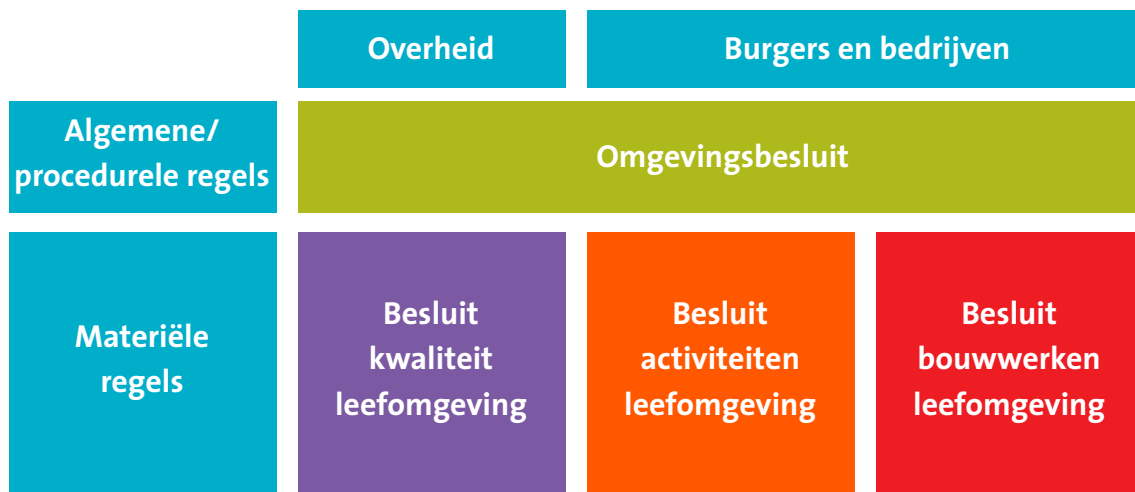 Overheid
Burgers en bedrijven
Algemene/
procedurele regels
Omgevingsbesluit
Materiële
regels
Besluit
kwaliteit
leefomgeving
Besluit
activiteiten
leefomgeving
Besluit
bouwwerken
leefomgeving